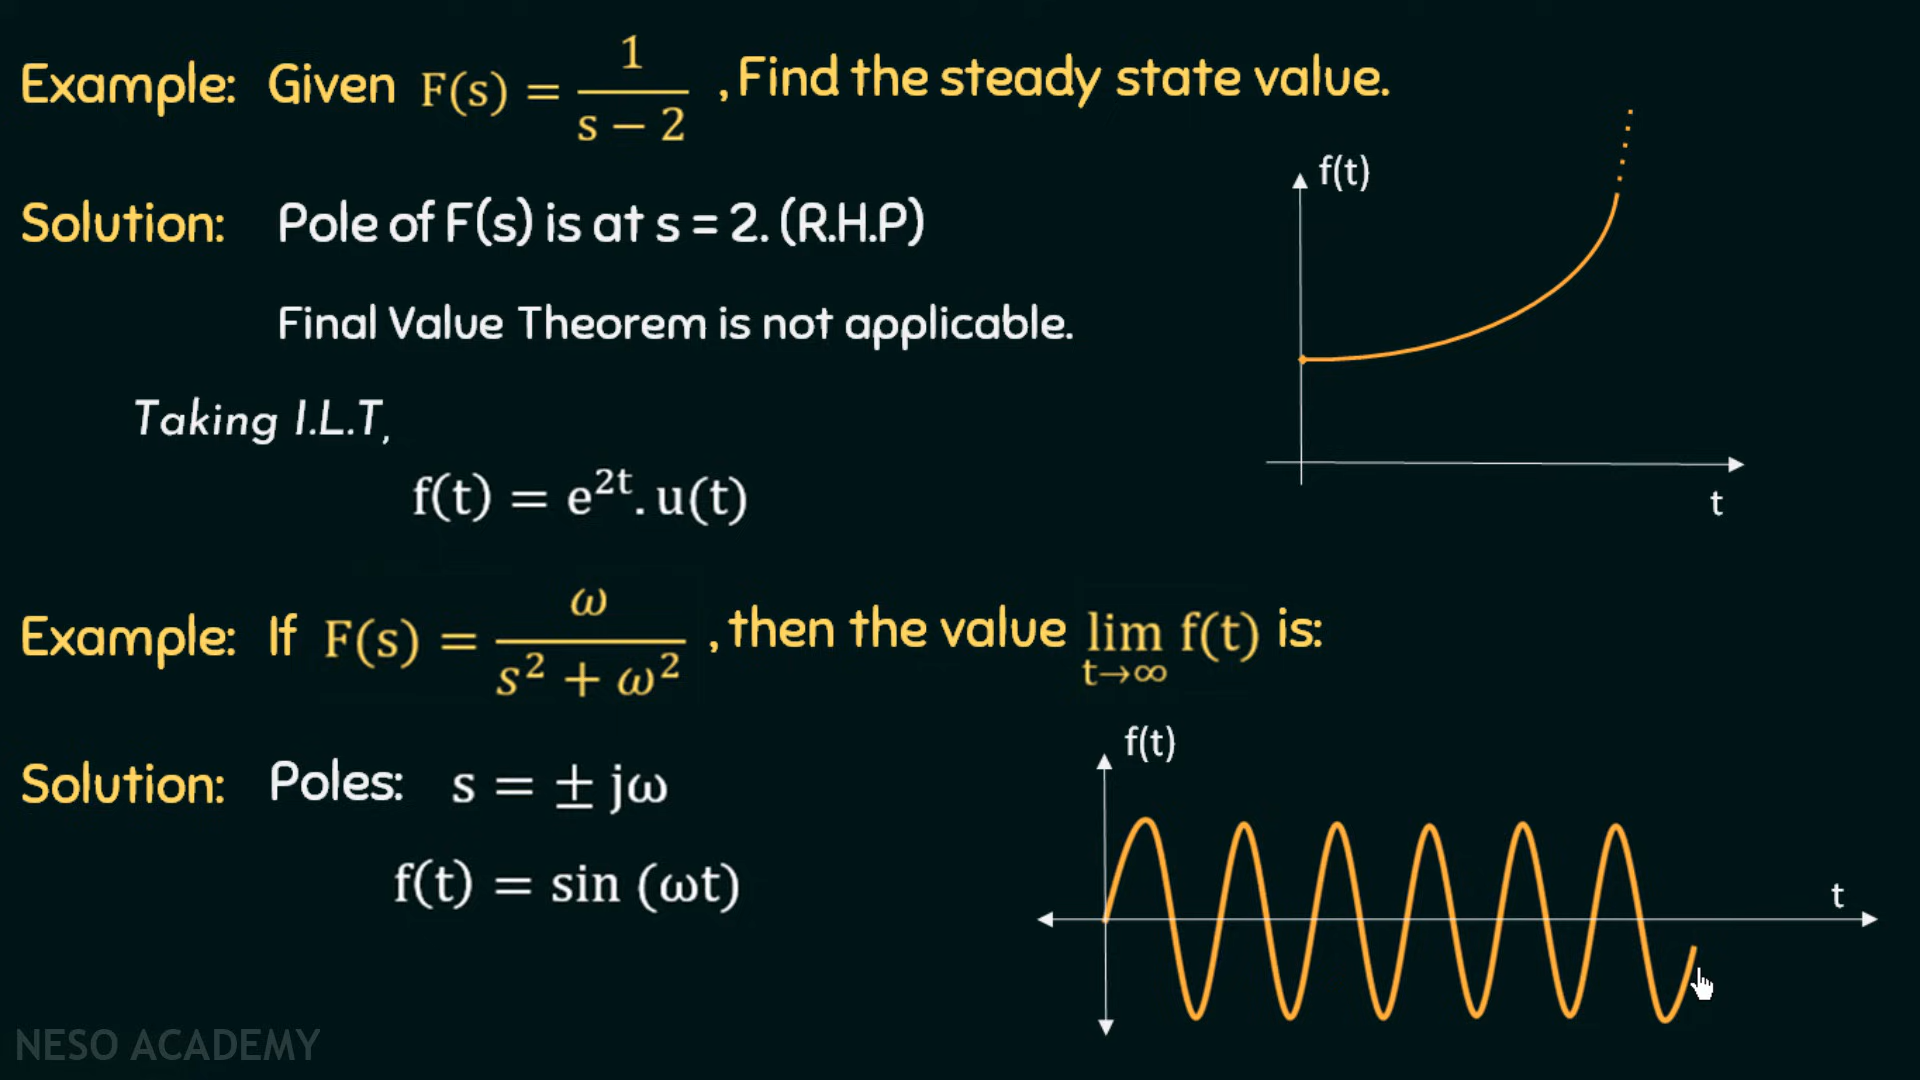 Example: Given F(s) = 1 / (s − 2) , Find the steady state value.
f(t)
Solution: Pole of F(s) is at s = 2. (R.H.P)
Final Value Theorem is not applicable.
Taking I.L.T,
f(t) = e^{2t}. u(t)
t
Example: If F(s) = ω / (s² + ω²) , then the value lim t→∞ f(t) is:
f(t)
Solution: Poles: s = ± jω
f(t) = sin (ωt)
t
NESO ACADEMY